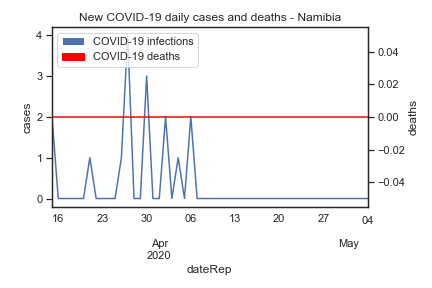 New COVID-19 daily cases and deaths - Namibia
COVID-19 infections
COVID-19 deaths
4
3
2
1
0
cases
0.04
0.02
0.00
−0.02
−0.04
deaths
16 23 30 06 13 20 27 04
Apr May
2020
dateRep